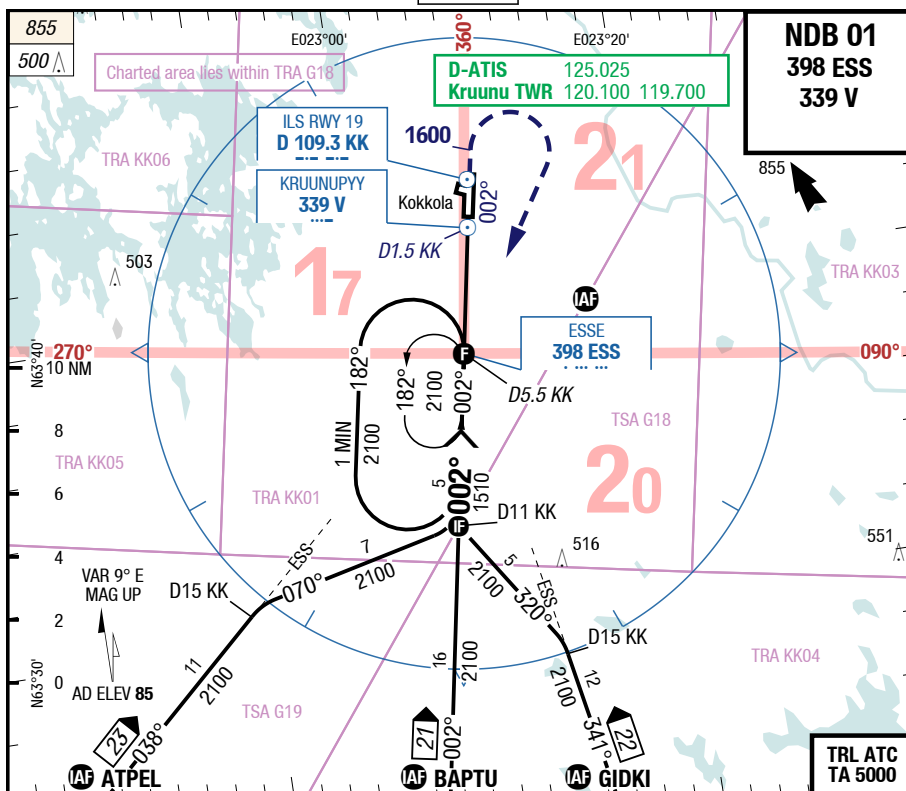 855
500
E023°00'
360°
E023°20'
NDB 01
398 ESS
339 V
Charted area lies within TRA G18
D-ATIS 125.025
Kruunu TWR 120.100 119.700
ILS RWY 19
D 109.3 KK
1600
21
TRA KK06
855
KRUUNUPYY
339 V
Kokkola
002°
D1.5 KK
503
17
TRA KK03
IAF
ESSE
398 ESS
N63°40'
270°
090°
10 NM
F
182°
182°
2100
002°
D5.5 KK
TSA G18
8
1 MIN
2100
TRA KK05
20
6
TRA KK01
5
002°
1510
IF
D11 KK
4
ESS
7
2100
070°
5
2100
320°
ESS
516
551
VAR 9° E
MAG UP
D15 KK
D15 KK
2
11
2100
16
2100
12
2100
TRA KK04
N63°30'
0
AD ELEV 85
TSA G19
23
038°
21
002°
22
341°
IAF ATPEL
IAF BAPTU
IAF GIDKI
TRL ATC
TA 5000